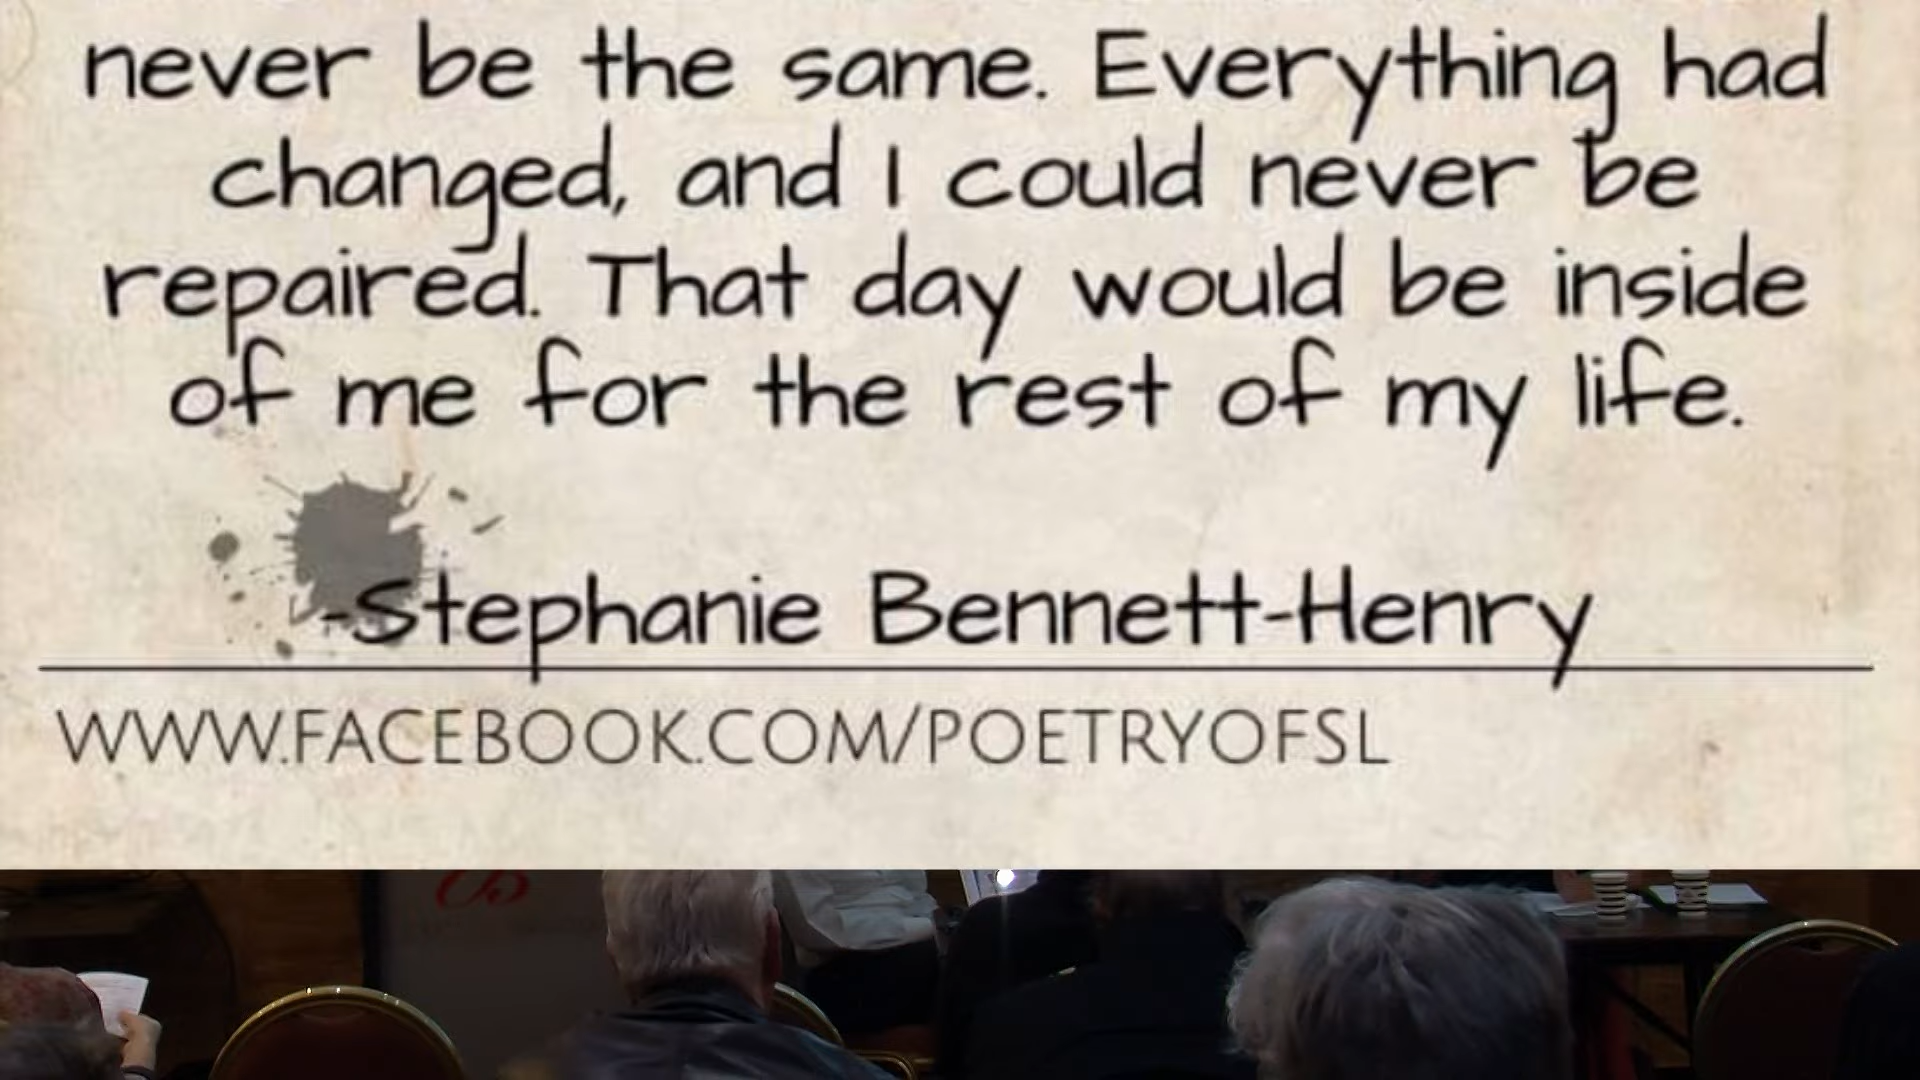 never be the same. Everything had
changed, and I could never be
repaired. That day would be inside
of me for the rest of my life.
-Stephanie Bennett-Henry
WWW.FACEBOOK.COM/POETRYOFSL